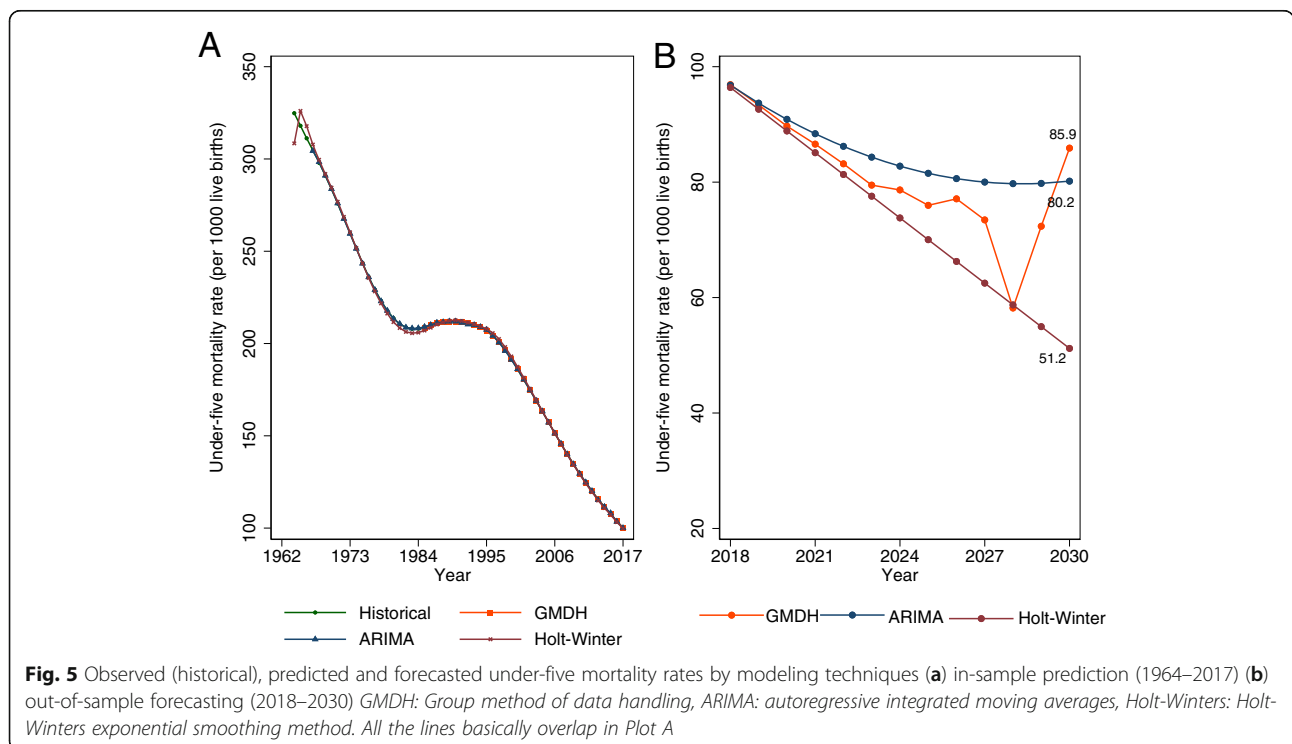 A
Under-five mortality rate (per 1000 live births)
350
300
250
200
150
100
1962 1973 1984 1995 2006 2017
Year
Historical GMDH
ARIMA Holt-Winter
B
Under-five mortality rate (per 1000 live births)
100
80
60
40
20
85.9
80.2
51.2
2018 2021 2024 2027 2030
Year
GMDH ARIMA Holt-Winter
Fig. 5 Observed (historical), predicted and forecasted under-five mortality rates by modeling techniques (a) in-sample prediction (1964–2017) (b)
out-of-sample forecasting (2018–2030) GMDH: Group method of data handling, ARIMA: autoregressive integrated moving averages, Holt-Winters: Holt-
Winters exponential smoothing method. All the lines basically overlap in Plot A